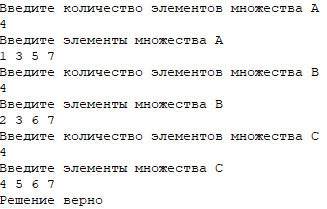 Введите количество элементов множества A
4
Введите элементы множества A
1 3 5 7
Введите количество элементов множества B
4
Введите элементы множества B
2 3 6 7
Введите количество элементов множества C
4
Введите элементы множества C
4 5 6 7
Решение верно